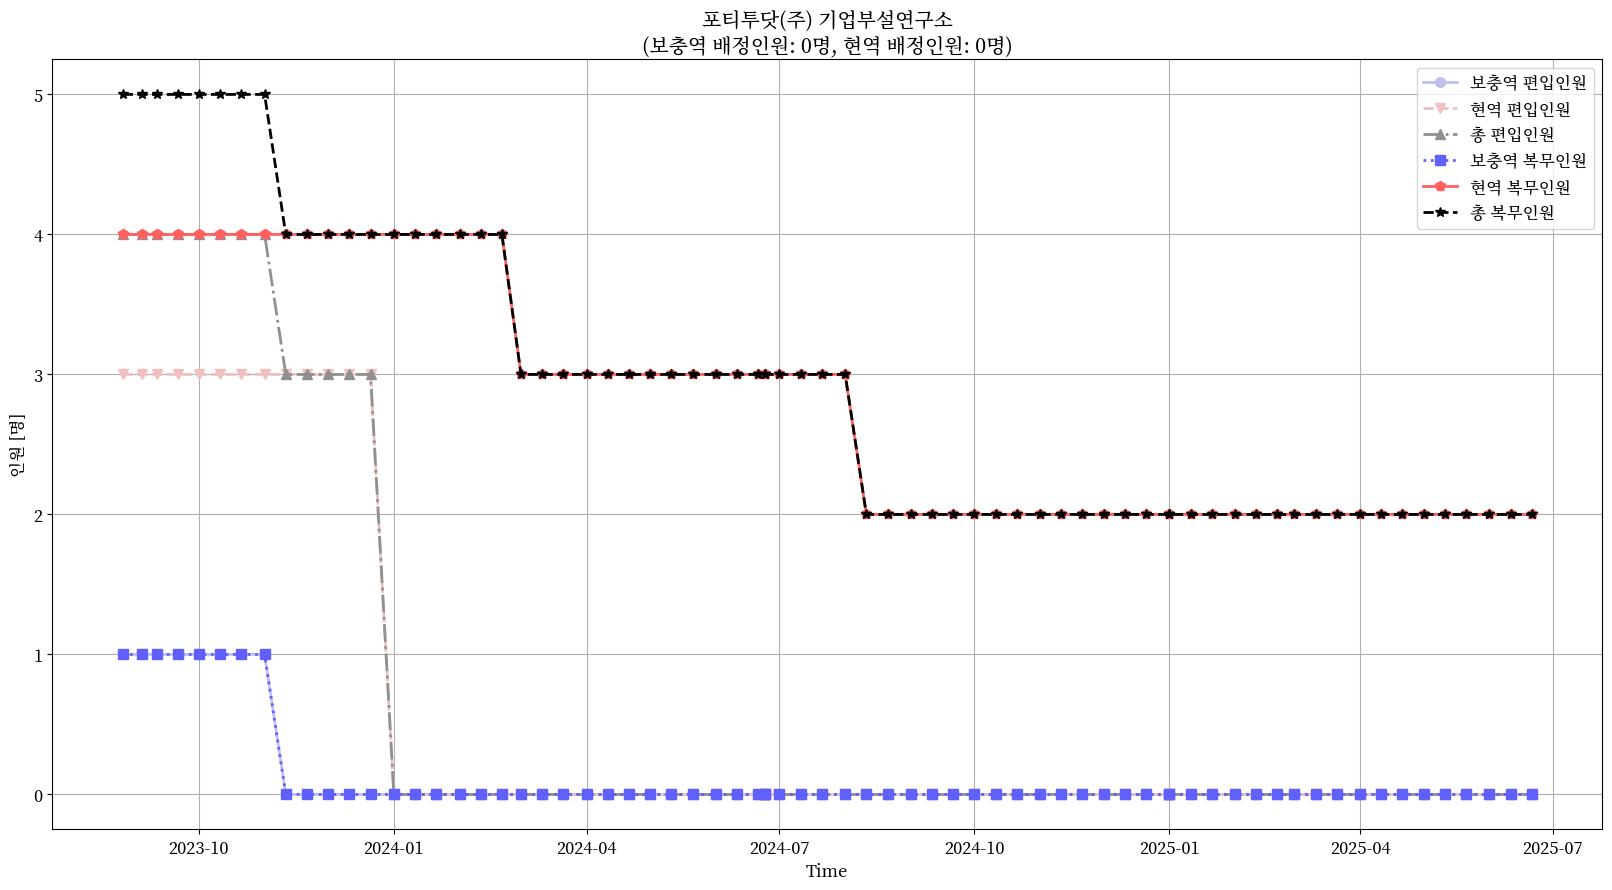 포티투닷(주) 기업부설연구소
(보충역 배정인원: 0명, 현역 배정인원: 0명)
보충역 편입인원
현역 편입인원
총 편입인원
보충역 복무인원
현역 복무인원
총 복무인원
인원 [명]
5
4
3
2
1
0
2023-10
2024-01
2024-04
2024-07
2024-10
2025-01
2025-04
2025-07
Time